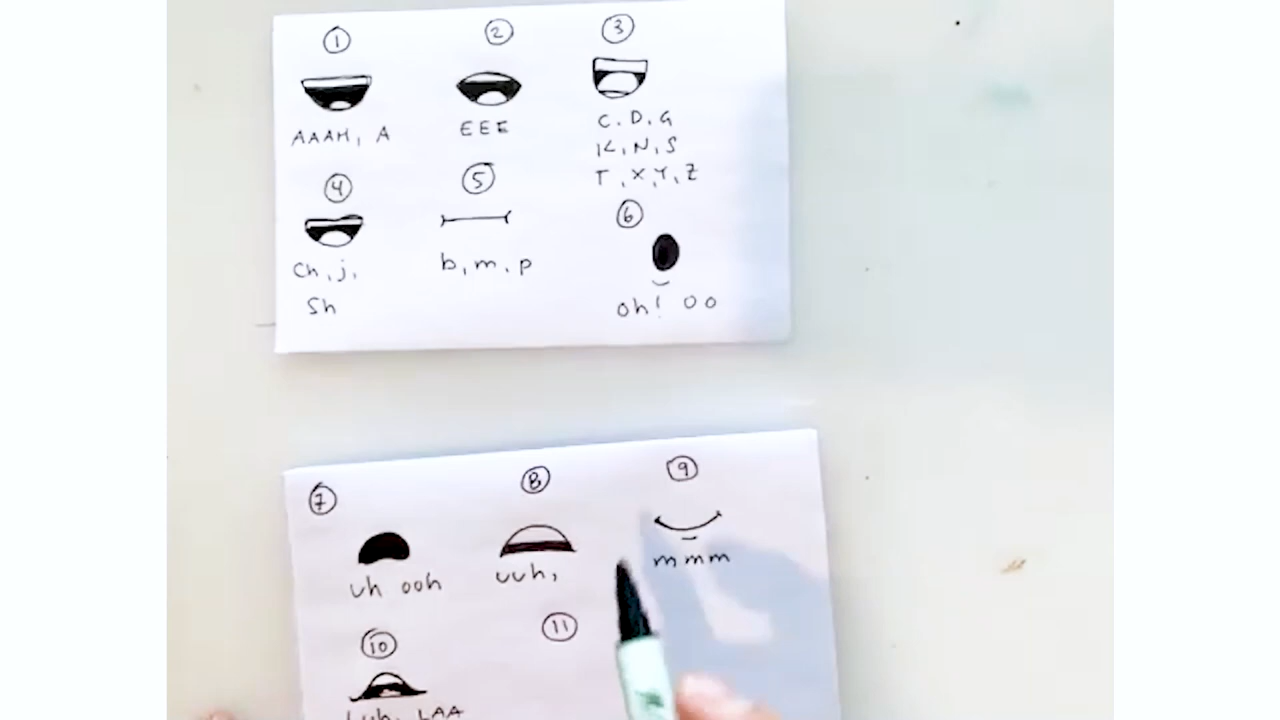 1 2 3
AAAH, A EEE C. D. G
K, N, S
T, X, Y, Z
4 5 6
Ch, j, b, m, p
Sh oh! oo
7 8 9
uh ooh uuh, mmm
10 11
LAA